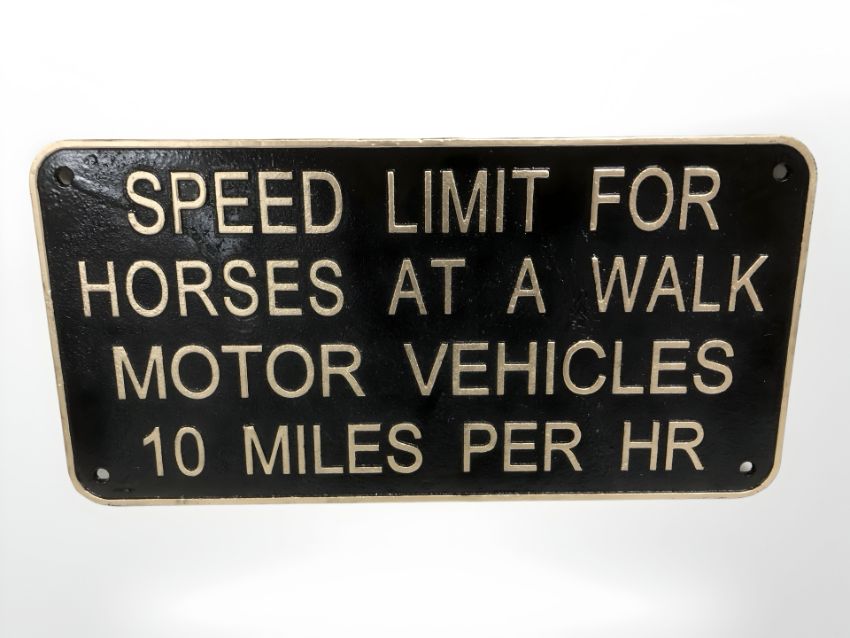 SPEED LIMIT FOR
HORSES AT A WALK
MOTOR VEHICLES
10 MILES PER HR